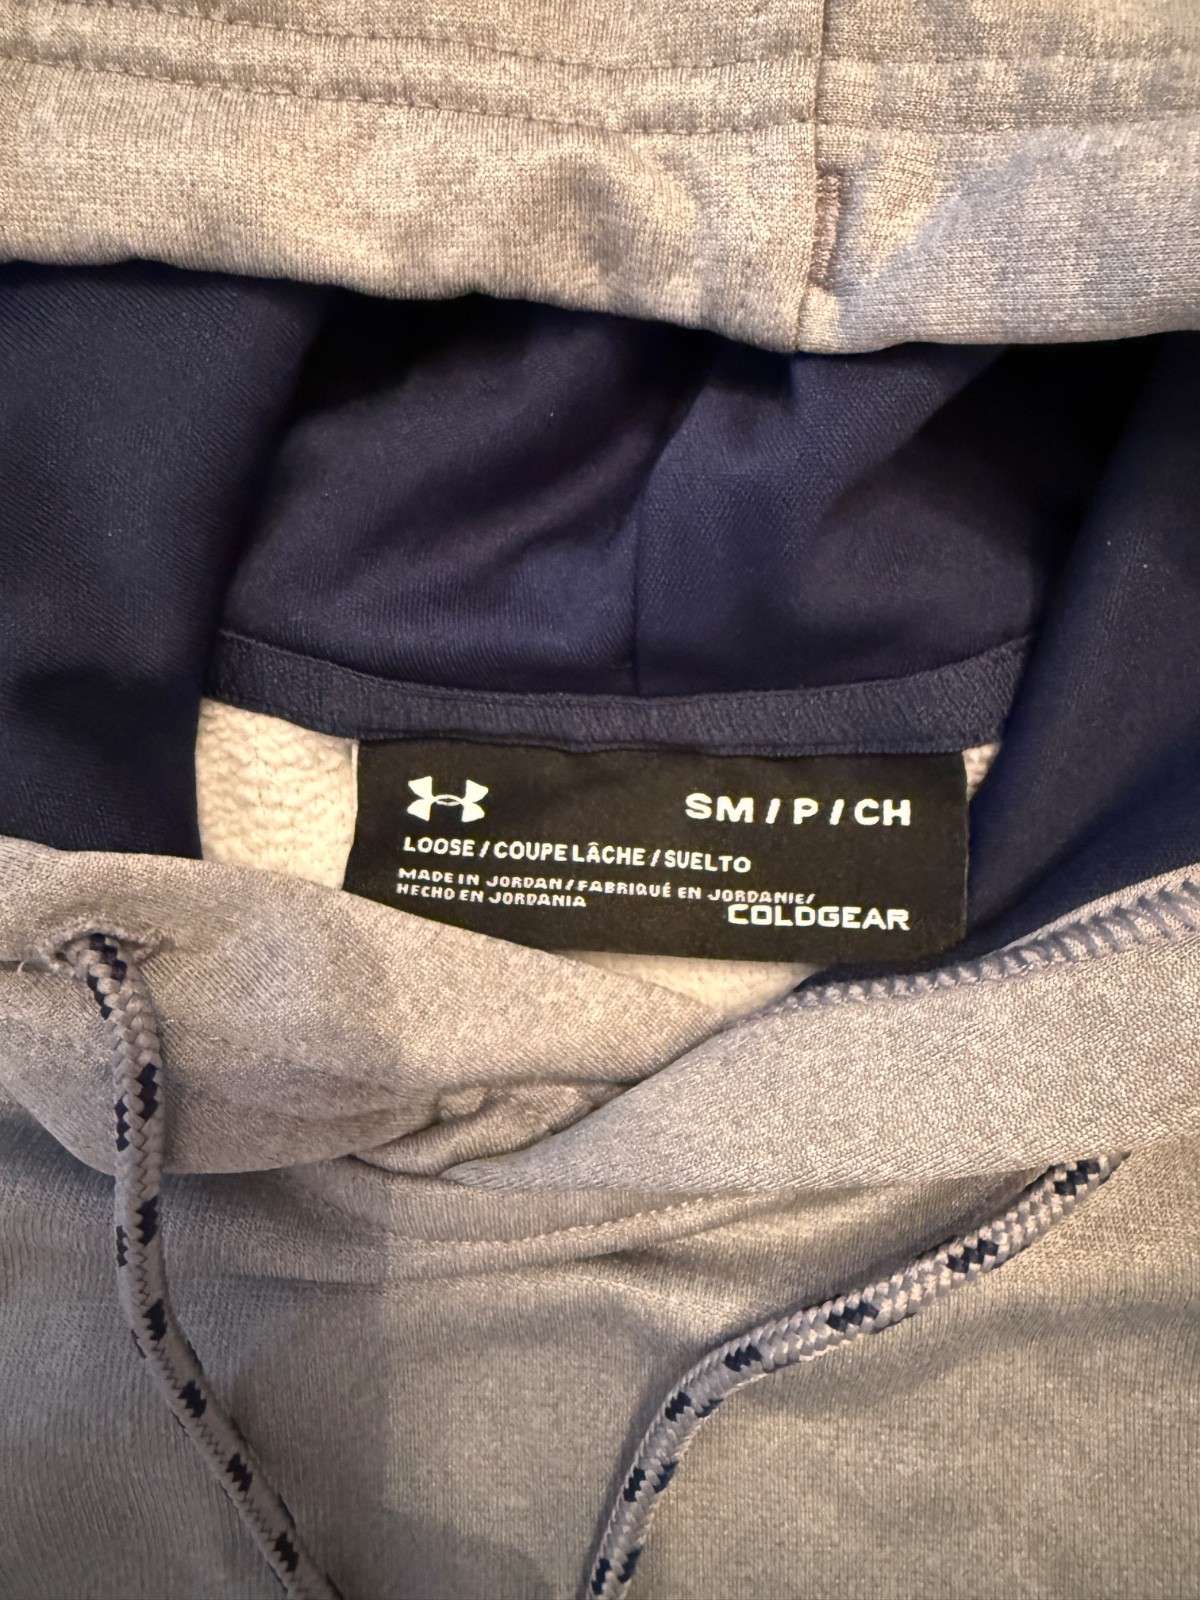 SM / P / CH
LOOSE / COUPE LÂCHE / SUELTO
MADE IN JORDAN / FABRIQUÉ EN JORDANIE/
HECHO EN JORDANIA
COLDGEAR